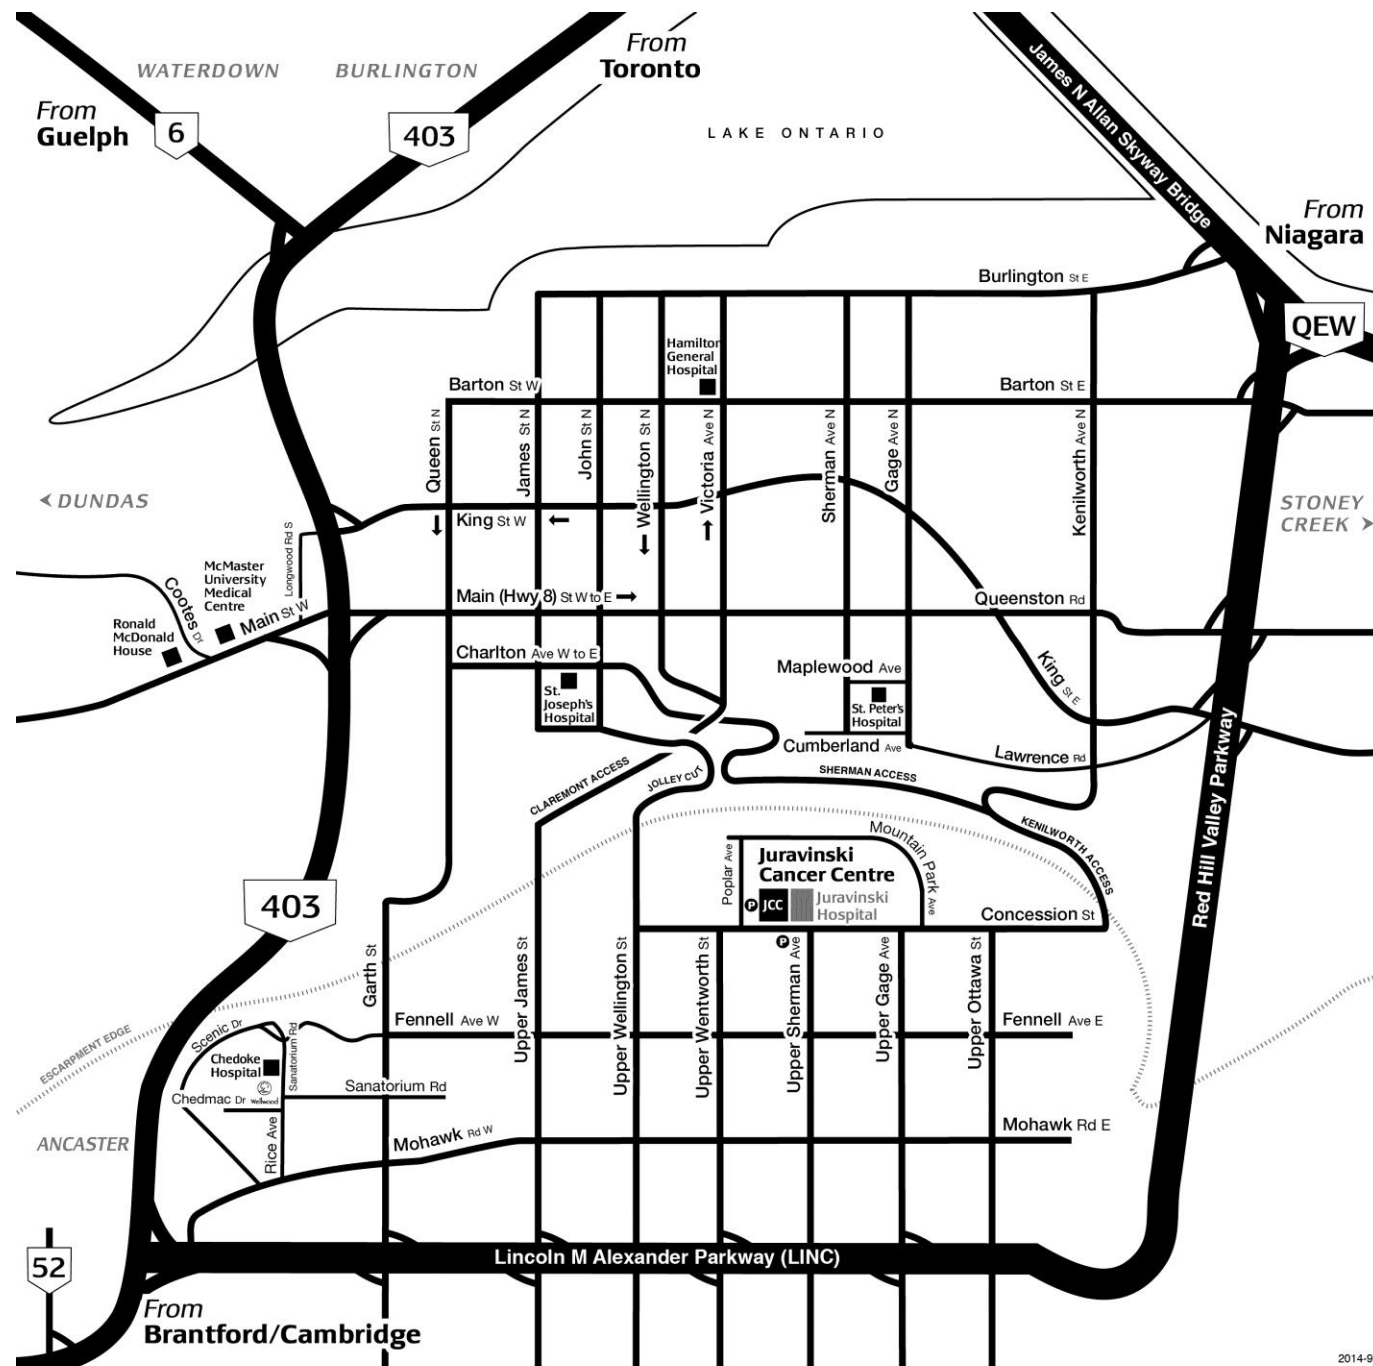 WATERDOWN
BURLINGTON
From
Toronto
From
Guelph
6
403
LAKE ONTARIO
James N Allan Skyway Bridge
From
Niagara
Burlington St E
QEW
Hamilton
General
Hospital
Barton St W
Barton St E
Queen St N
James St N
John St N
Wellington St N
Victoria Ave N
Sherman Ave N
Gage Ave N
Kenilworth Ave N
DUNDAS
STONEY
CREEK
King St W
Longwood Rd S
McMaster
University
Medical
Centre
Cootes Dr
Main St W
Ronald
McDonald
House
Main (Hwy 8) St W to E
Queenston Rd
Charlton Ave W to E
Maplewood Ave
King St E
St.
Joseph's
Hospital
St. Peter's
Hospital
Cumberland Ave
Lawrence Rd
CLAREMONT ACCESS
JOLLEY CUT
SHERMAN ACCESS
KENILWORTH ACCESS
Red Hill Valley Parkway
Mountain Park Ave
Poplar Ave
Juravinski
Cancer Centre
P
JCC
Juravinski
Hospital
Concession St
403
P
Garth St
Upper James St
Upper Wellington St
Upper Wentworth St
Upper Sherman Ave
Upper Gage Ave
Upper Ottawa St
Fennell Ave W
Fennell Ave E
ESCARPMENT EDGE
Scenic Dr
Sanatorium Rd
Chedoke
Hospital
Wellwood
Sanatorium Rd
Chedmac Dr
Rice Ave
ANCASTER
Mohawk Rd W
Mohawk Rd E
52
Lincoln M Alexander Parkway (LINC)
From
Brantford/Cambridge
2014-9